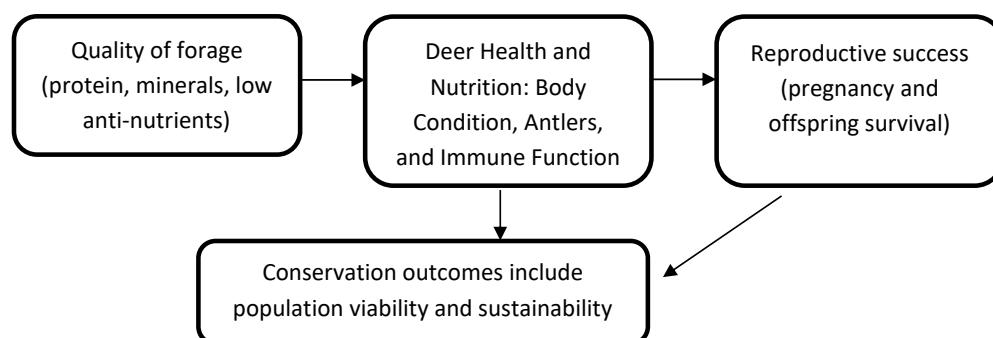 Quality of forage
(protein, minerals, low
anti-nutrients)
Deer Health and
Nutrition: Body
Condition, Antlers,
and Immune Function
Reproductive success
(pregnancy and
offspring survival)
Conservation outcomes include
population viability and sustainability